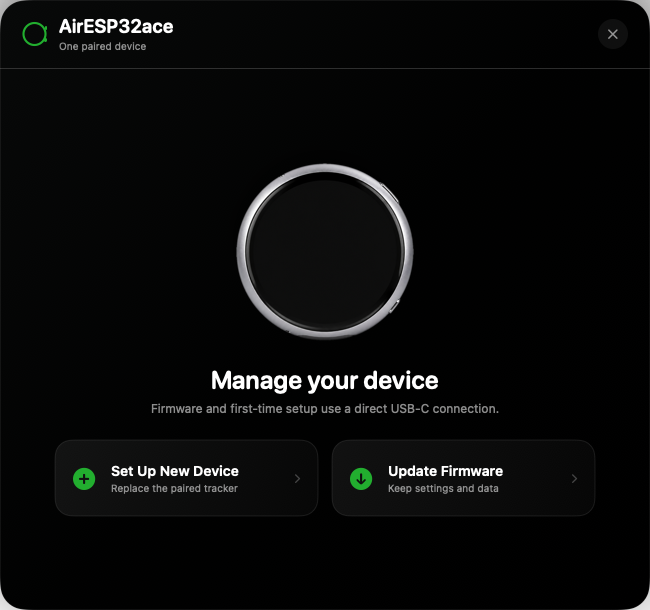 AirESP32ace
One paired device
Manage your device
Firmware and first-time setup use a direct USB-C connection.
Set Up New Device
Replace the paired tracker
Update Firmware
Keep settings and data